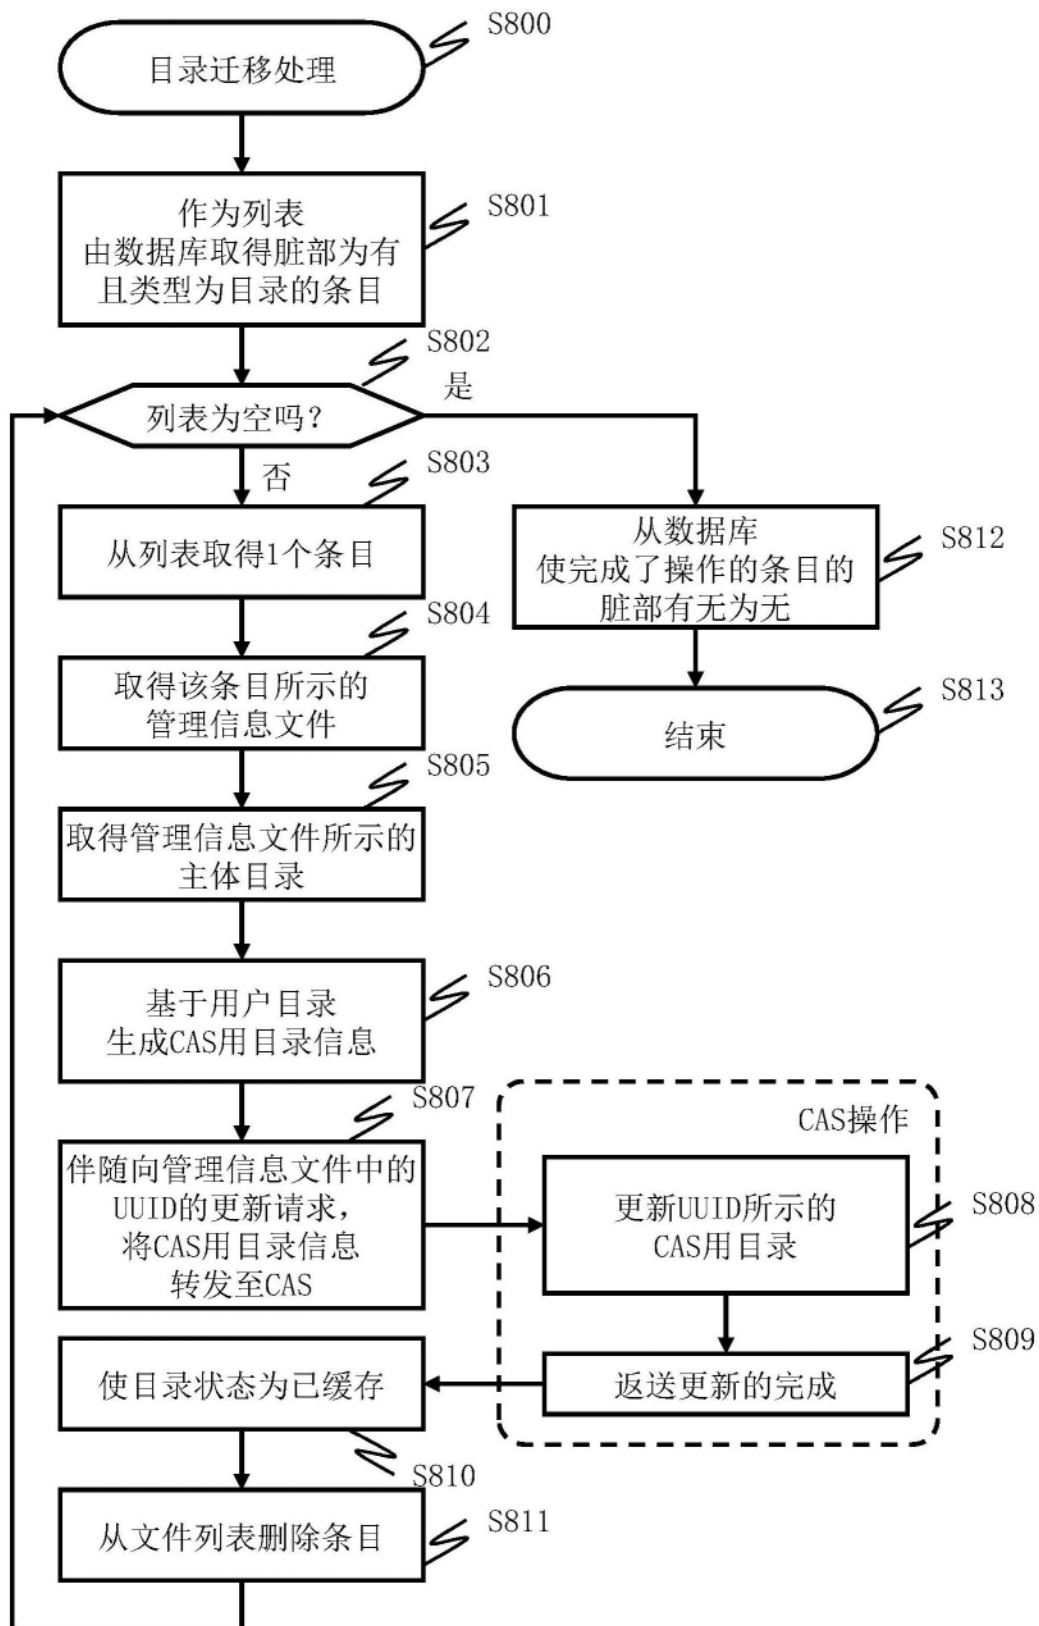 S800
目录迁移处理
S801
作为列表
由数据库取得脏部为有
且类型为目录的条目
S802
是
列表为空吗?
否
S803
从列表取得1个条目
从数据库
使完成了操作的条目的
脏部有无为无
S812
S804
取得该条目所示的
管理信息文件
S813
结束
S805
取得管理信息文件所示的
主体目录
S806
基于用户目录
生成CAS用目录信息
S807
伴随向管理信息文件中的
UUID的更新请求，
将CAS用目录信息
转发至CAS
CAS操作
更新UUID所示的
CAS用目录
S808
S809
返送更新的完成
使目录状态为已缓存
S810
S811
从文件列表删除条目